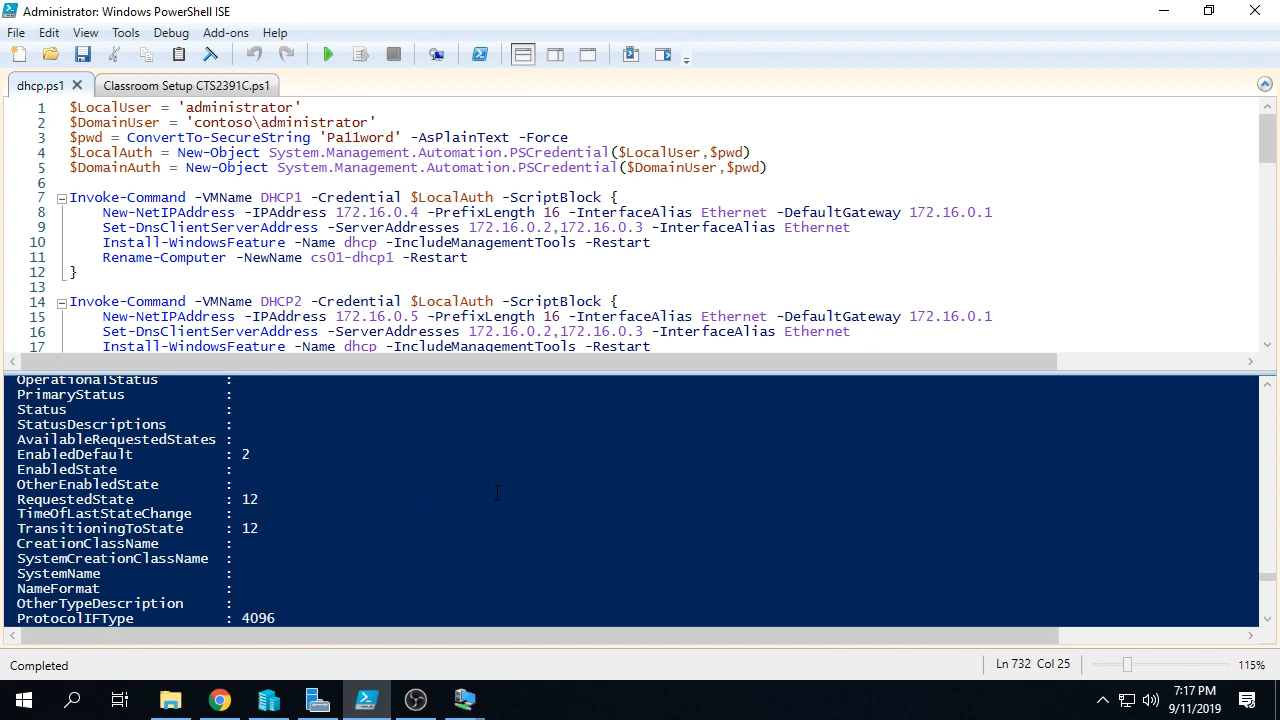 Administrator: Windows PowerShell ISE
File Edit View Tools Debug Add-ons Help
dhcp.ps1 Classroom Setup CTS2391C.ps1
1 $LocalUser = 'administrator'
2 $DomainUser = 'contoso\administrator'
3 $pwd = ConvertTo-SecureString 'Pa11word' -AsPlainText -Force
4 $LocalAuth = New-Object System.Management.Automation.PSCredential($LocalUser,$pwd)
5 $DomainAuth = New-Object System.Management.Automation.PSCredential($DomainUser,$pwd)
6
7 Invoke-Command -VMName DHCP1 -Credential $LocalAuth -ScriptBlock {
8 New-NetIPAddress -IPAddress 172.16.0.4 -PrefixLength 16 -InterfaceAlias Ethernet -DefaultGateway 172.16.0.1
9 Set-DnsClientServerAddress -ServerAddresses 172.16.0.2,172.16.0.3 -InterfaceAlias Ethernet
10 Install-WindowsFeature -Name dhcp -IncludeManagementTools -Restart
11 Rename-Computer -NewName cs01-dhcp1 -Restart
12 }
13
14 Invoke-Command -VMName DHCP2 -Credential $LocalAuth -ScriptBlock {
15 New-NetIPAddress -IPAddress 172.16.0.5 -PrefixLength 16 -InterfaceAlias Ethernet -DefaultGateway 172.16.0.1
16 Set-DnsClientServerAddress -ServerAddresses 172.16.0.2,172.16.0.3 -InterfaceAlias Ethernet
17 Install-WindowsFeature -Name dhcp -IncludeManagementTools -Restart
OperationalStatus :
PrimaryStatus :
Status :
StatusDescriptions :
AvailableRequestedStates :
EnabledDefault : 2
EnabledState :
OtherEnabledState :
RequestedState : 12
TimeOfLastStateChange :
TransitioningToState : 12
CreationClassName :
SystemCreationClassName :
SystemName :
NameFormat :
OtherTypeDescription :
ProtocolIFType : 4096
Completed Ln 732 Col 25 115%
7:17 PM
9/11/2019